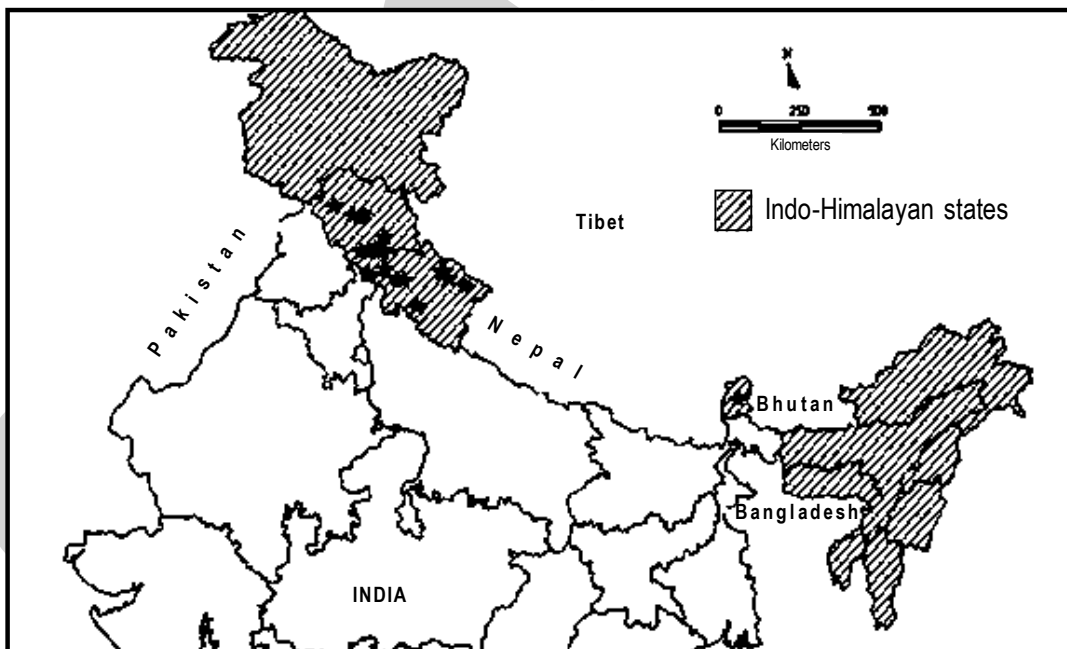 N
0 250 500
Kilometers
Indo-Himalayan states
Tibet
Pakistan
Nepal
Bhutan
Bangladesh
INDIA